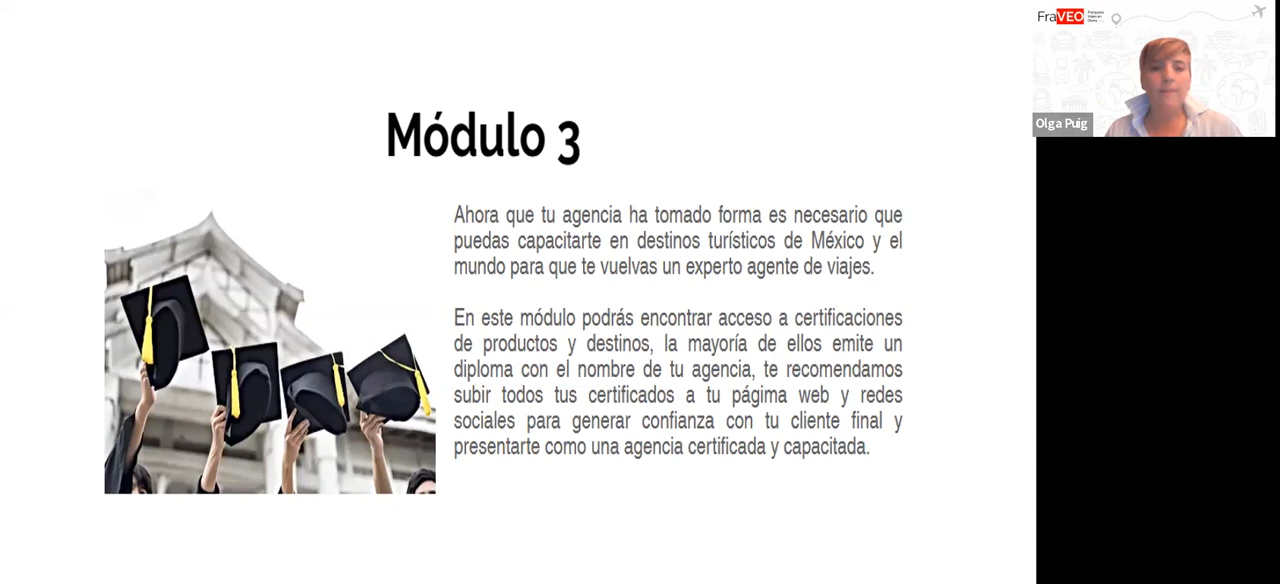 Módulo 3
Ahora que tu agencia ha tomado forma es necesario que
puedas capacitarte en destinos turísticos de México y el
mundo para que te vuelvas un experto agente de viajes.
En este módulo podrás encontrar acceso a certificaciones
de productos y destinos, la mayoría de ellos emite un
diploma con el nombre de tu agencia, te recomendamos
subir todos tus certificados a tu página web y redes
sociales para generar confianza con tu cliente final y
presentarte como una agencia certificada y capacitada.
FraVEO
Olga Puig